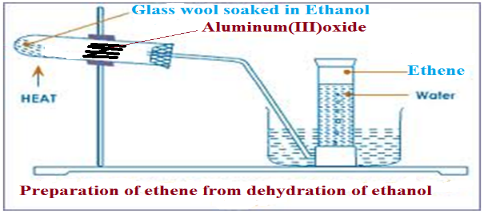 Glass wool soaked in Ethanol
Aluminum(III)oxide
Ethene
HEAT
Water
Preparation of ethene from dehydration of ethanol